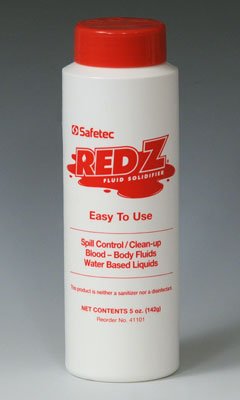 Safetec
RED Z
FLUID SOLIDIFIER
Easy To Use
Spill Control/Clean-up
Blood – Body Fluids
Water Based Liquids
This product is neither a sanitizer nor a disinfectant.
NET CONTENTS 5 oz. (142g)
Reorder No. 41101